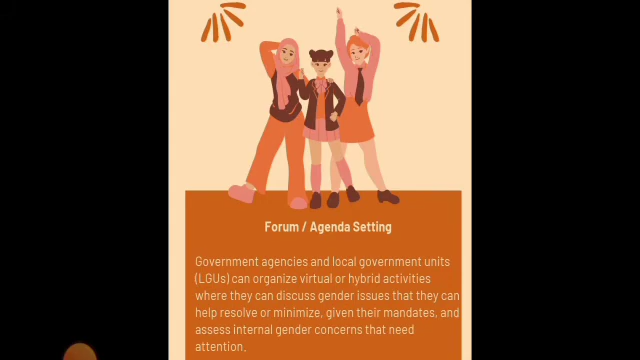 Forum / Agenda Setting
Government agencies and local government units
(LGUs) can organize virtual or hybrid activities
where they can discuss gender issues that they can
help resolve or minimize, given their mandates, and
assess internal gender concerns that need
attention.